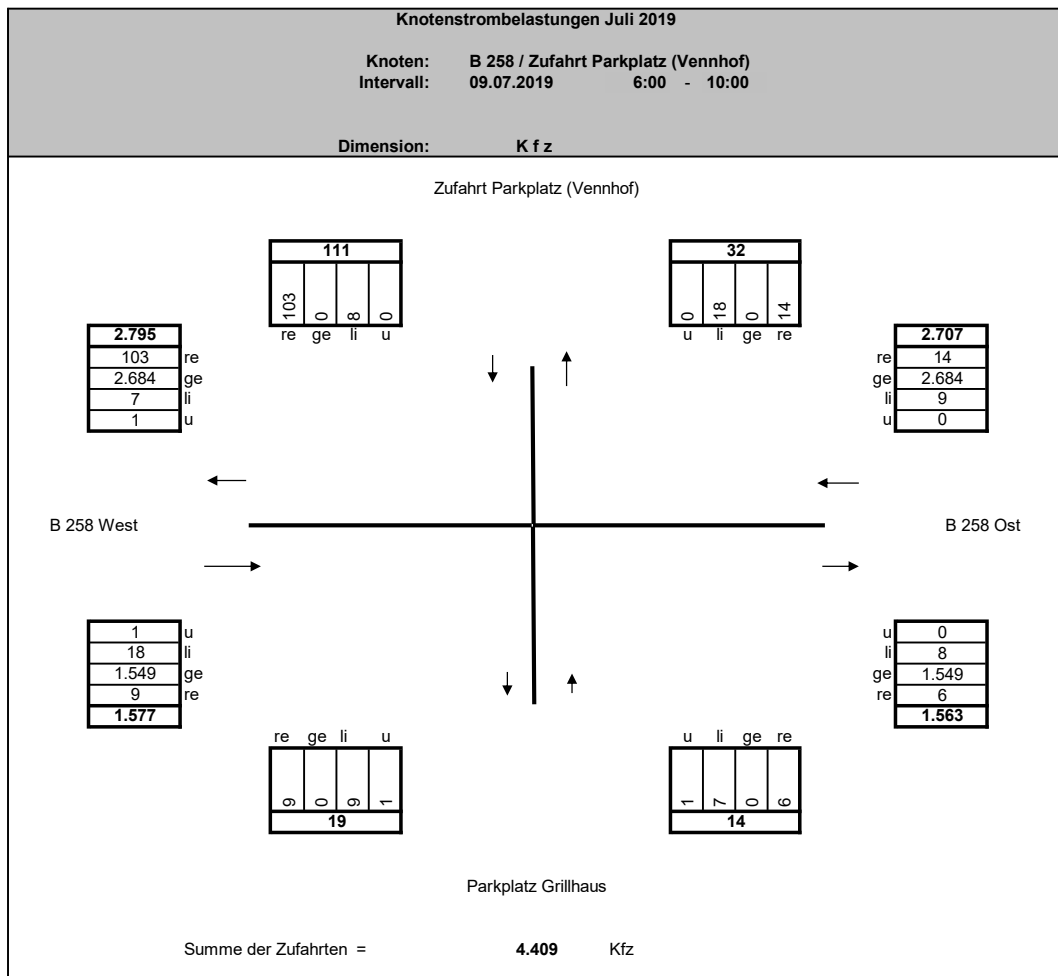 Knotenstrombelastungen Juli 2019
Knoten: B 258 / Zufahrt Parkplatz (Vennhof)
Intervall: 09.07.2019 6:00 - 10:00
Dimension: K f z
Zufahrt Parkplatz (Vennhof)
111
103 0 8 0
re ge li u
32
0 18 0 14
u li ge re
2.795
103 re
2.684 ge
7 li
1 u
2.707
re 14
ge 2.684
li 9
u 0
B 258 West
B 258 Ost
1 u
18 li
1.549 ge
9 re
1.577
u 0
li 8
ge 1.549
re 6
1.563
re ge li u
9 0 9 1
19
u li ge re
1 7 0 6
14
Parkplatz Grillhaus
Summe der Zufahrten = 4.409 Kfz